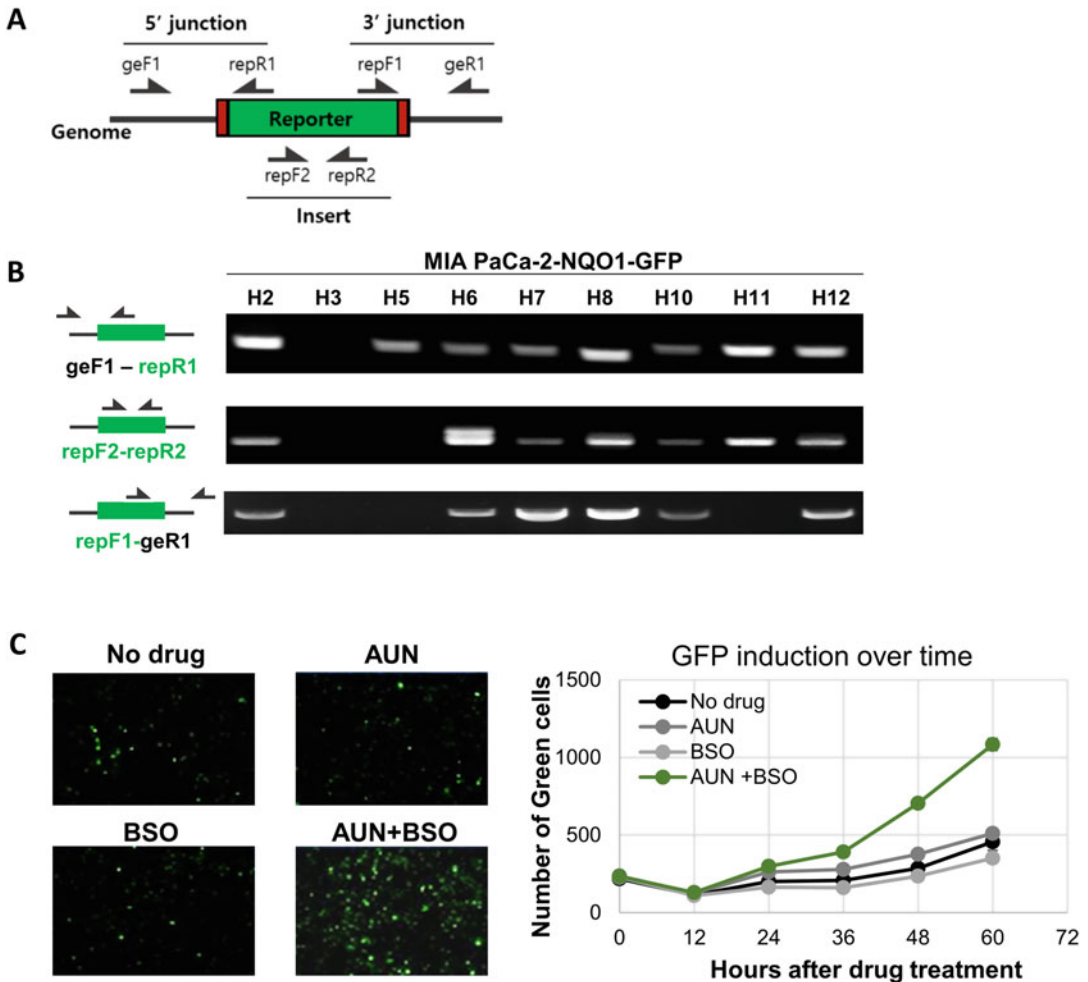 A
5’ junction 3’ junction
geF1 repR1 repF1 geR1
Reporter
Genome
repF2 repR2
Insert
B
MIA PaCa-2-NQO1-GFP
H2 H3 H5 H6 H7 H8 H10 H11 H12
geF1 – repR1
repF2-repR2
repF1-geR1
C
No drug AUN
BSO AUN+BSO
GFP induction over time
Number of Green cells
1500
1000
500
0
No drug
AUN
BSO
AUN +BSO
0 12 24 36 48 60 72
Hours after drug treatment